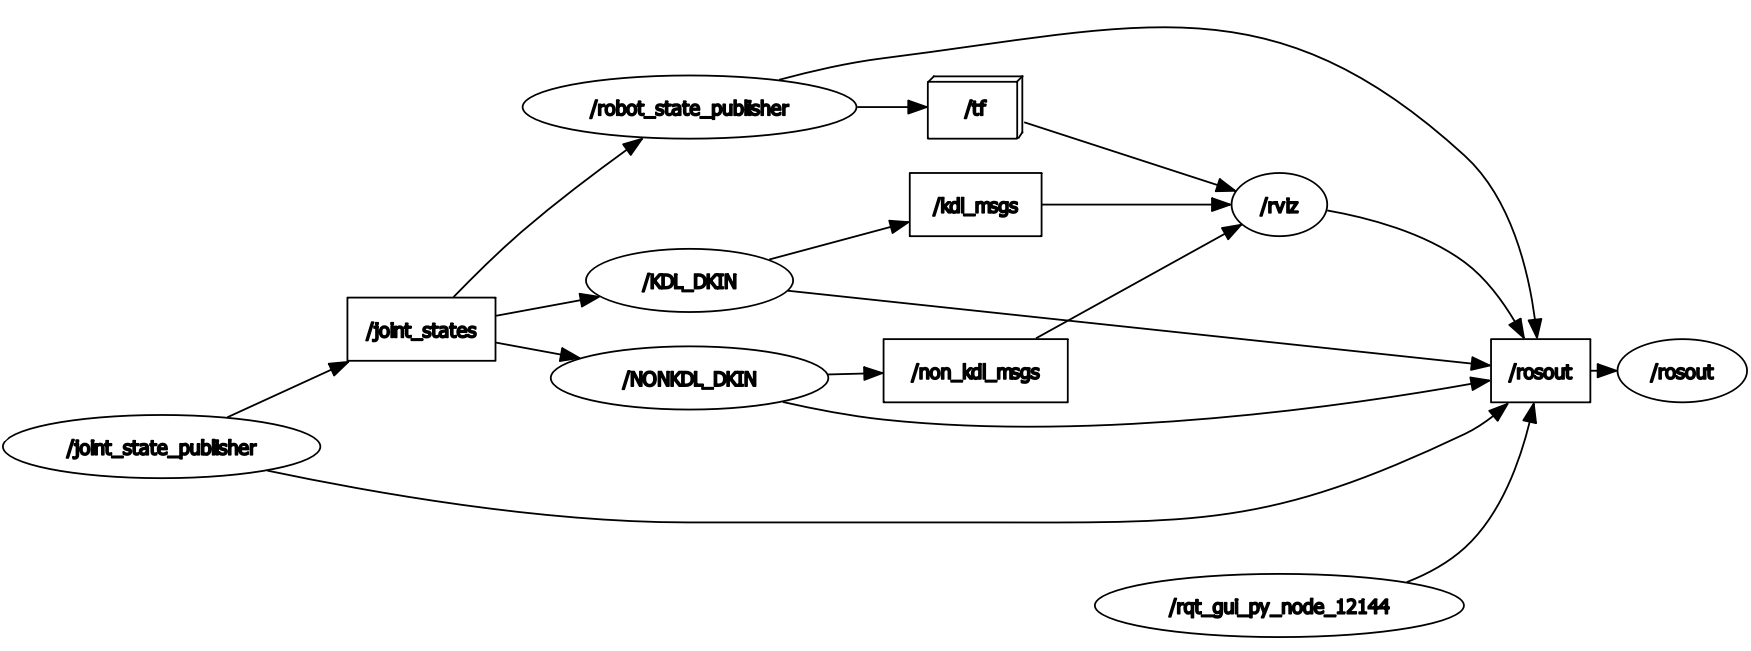 /robot_state_publisher
/tf
/kdl_msgs
/rviz
/KDL_DKIN
/joint_states
/NONKDL_DKIN
/non_kdl_msgs
/rosout
/rosout
/joint_state_publisher
/rqt_gui_py_node_12144